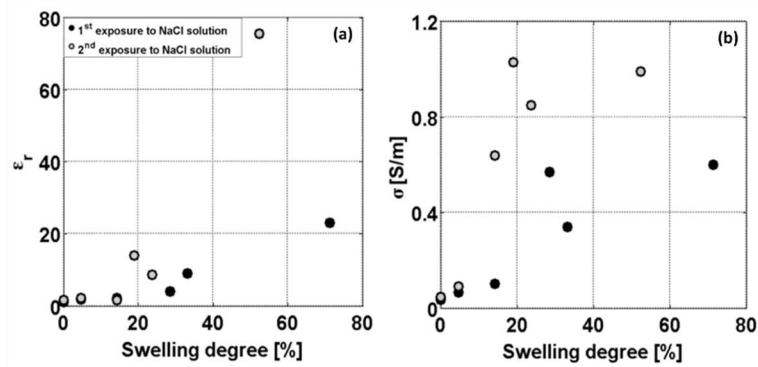 80
60
40
20
0
ε_r
1st exposure to NaCl solution
2nd exposure to NaCl solution
(a)
0 20 40 60 80
Swelling degree [%]
1.2
0.8
0.4
0
σ [S/m]
(b)
0 20 40 60 80
Swelling degree [%]